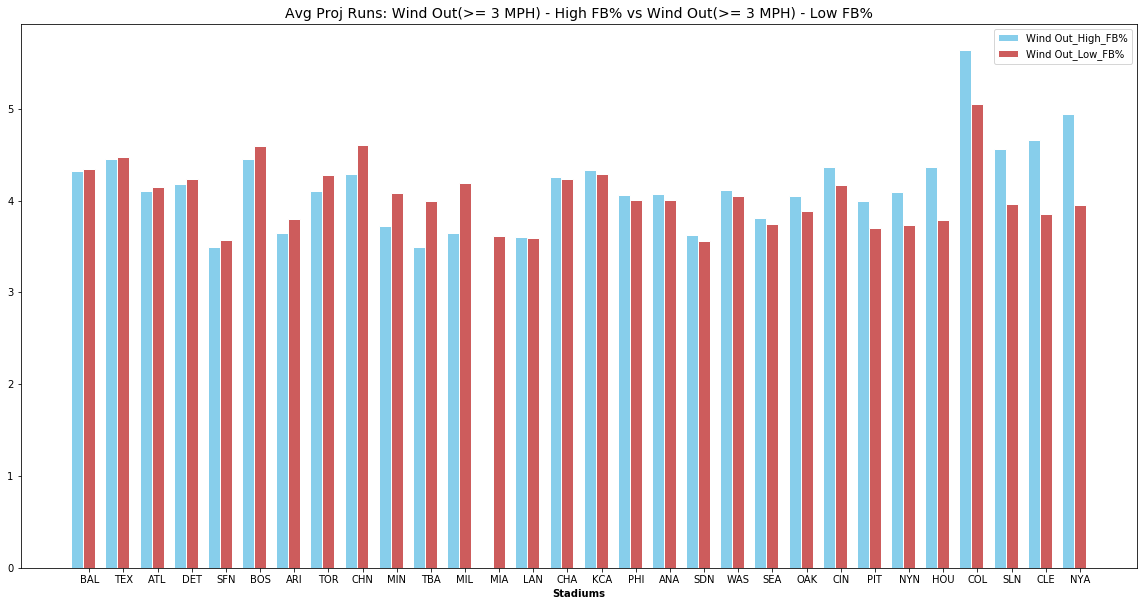 Avg Proj Runs: Wind Out(>= 3 MPH) - High FB% vs Wind Out(>= 3 MPH) - Low FB%
Wind Out_High_FB%
Wind Out_Low_FB%
5
4
3
2
1
0
BAL TEX ATL DET SFN BOS ARI TOR CHN MIN TBA MIL MIA LAN CHA KCA PHI ANA SDN WAS SEA OAK CIN PIT NYN HOU COL SLN CLE NYA
Stadiums